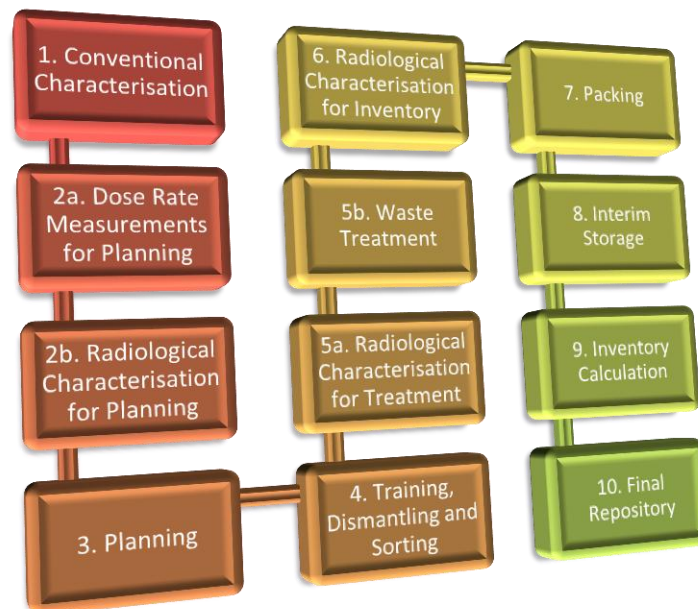 1. Conventional
Characterisation
2a. Dose Rate
Measurements
for Planning
2b. Radiological
Characterisation
for Planning
3. Planning
4. Training,
Dismantling and
Sorting
5a. Radiological
Characterisation
for Treatment
5b. Waste
Treatment
6. Radiological
Characterisation
for Inventory
7. Packing
8. Interim
Storage
9. Inventory
Calculation
10. Final
Repository